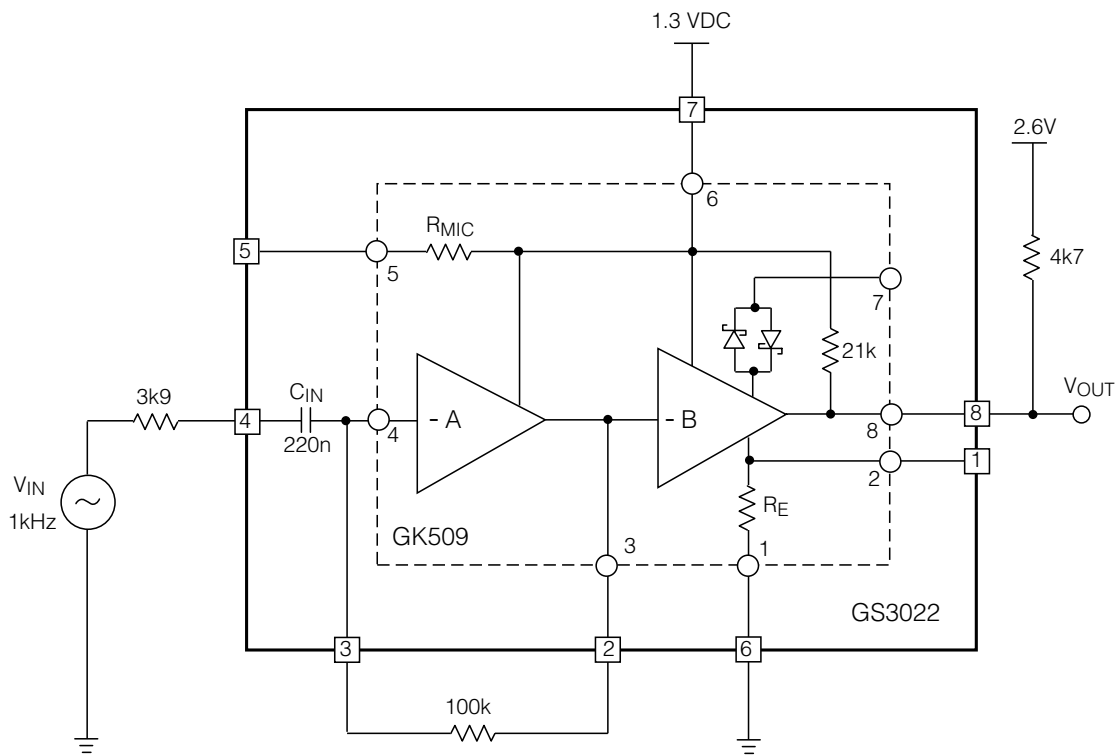 1.3 VDC
7
2.6V
6
RMIC
5
5
4k7
7
21k
3k9
CIN
4
220n
4
- A
- B
8
8
VOUT
2
1
VIN
1kHz
RE
GK509
3
1
GS3022
3
2
6
100k